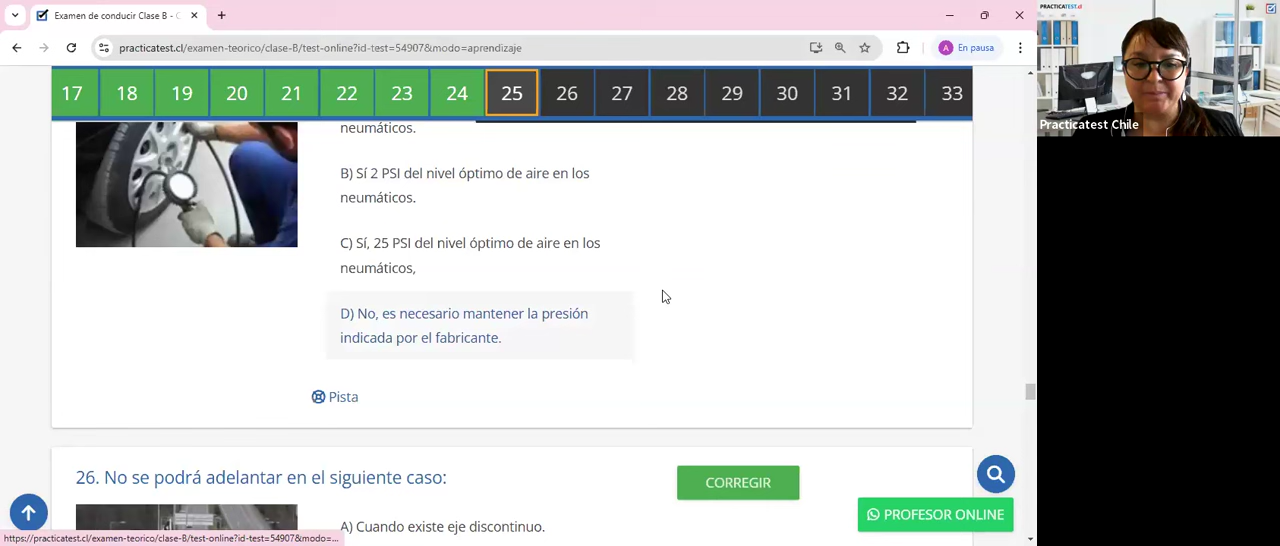 Examen de conducir Clase B - C
practicatest.cl/examen-teorico/clase-B/test-online?id-test=54907&modo=aprendizaje
A
En pausa
PRACTICATEST.cl
Practicatest Chile
17 18 19 20 21 22 23 24 25 26 27 28 29 30 31 32 33
neumáticos.
B) Sí 2 PSI del nivel óptimo de aire en los
neumáticos.
C) Sí, 25 PSI del nivel óptimo de aire en los
neumáticos,
D) No, es necesario mantener la presión
indicada por el fabricante.
Pista
26. No se podrá adelantar en el siguiente caso:
CORREGIR
A) Cuando existe eje discontinuo.
PROFESOR ONLINE
https://practicatest.cl/examen-teorico/clase-B/test-online?id-test=54907&modo=...